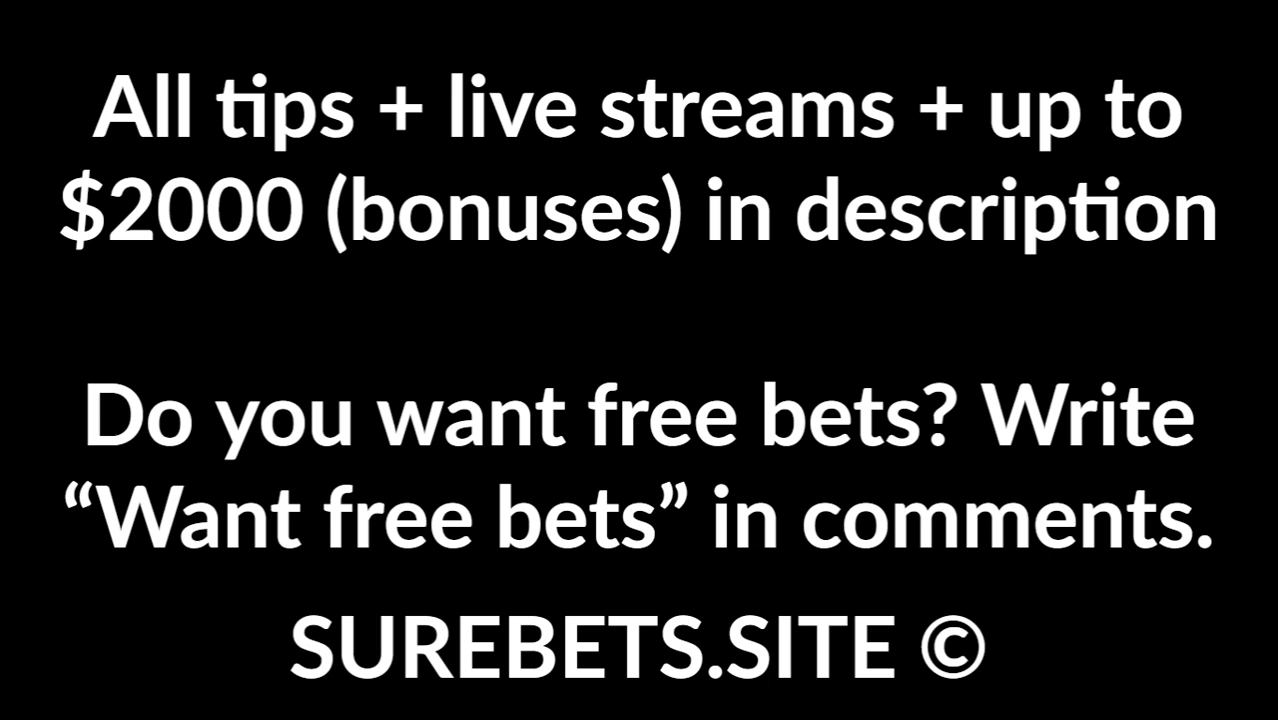 All tips + live streams + up to
$2000 (bonuses) in description
Do you want free bets? Write
“Want free bets” in comments.
SUREBETS.SITE ©